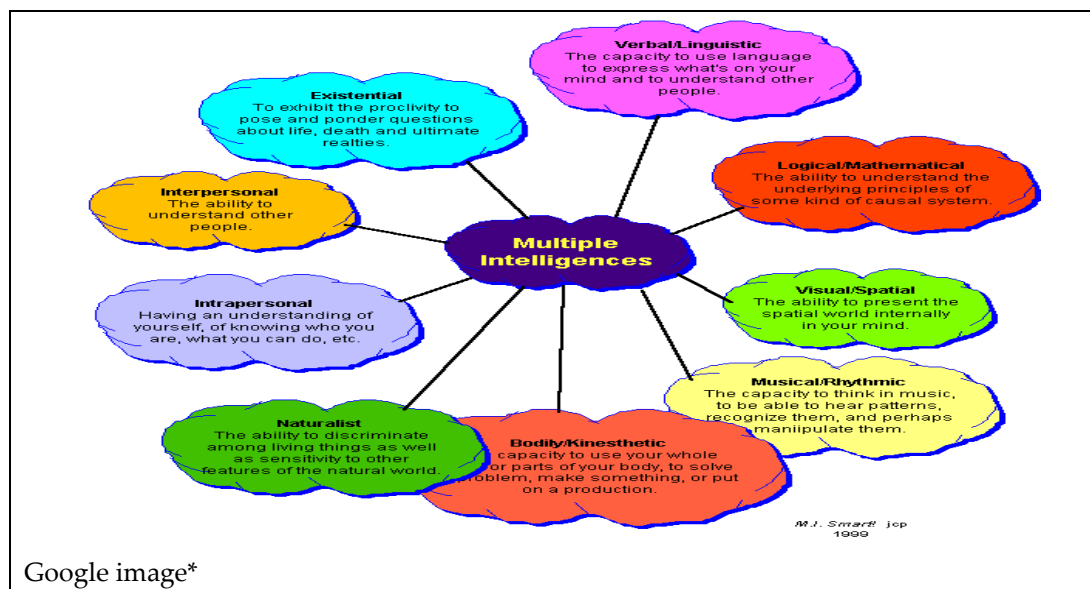 Verbal/Linguistic
The capacity to use language
to express what's on your
mind and to understand other
people.
Existential
To exhibit the proclivity to
pose and ponder questions
about life, death and ultimate
realties.
Logical/Mathematical
The ability to understand the
underlying principles of
some kind of causal system.
Interpersonal
The ability to
understand other
people.
Multiple
Intelligences
Visual/Spatial
The ability to present the
spatial world internally
in your mind.
Intrapersonal
Having an understanding of
yourself, of knowing who you
are, what you can do, etc.
Musical/Rhythmic
The capacity to think in music,
to be able to hear patterns,
recognize them, and perhaps
maniipulate them.
Naturalist
The ability to discriminate
among living things as well
as sensitivity to other
features of the natural world.
Bodily/Kinesthetic
capacity to use your whole
or parts of your body, to solve
problem, make something, or put
on a production.
M.I. Smart! jcp
1999
Google image*